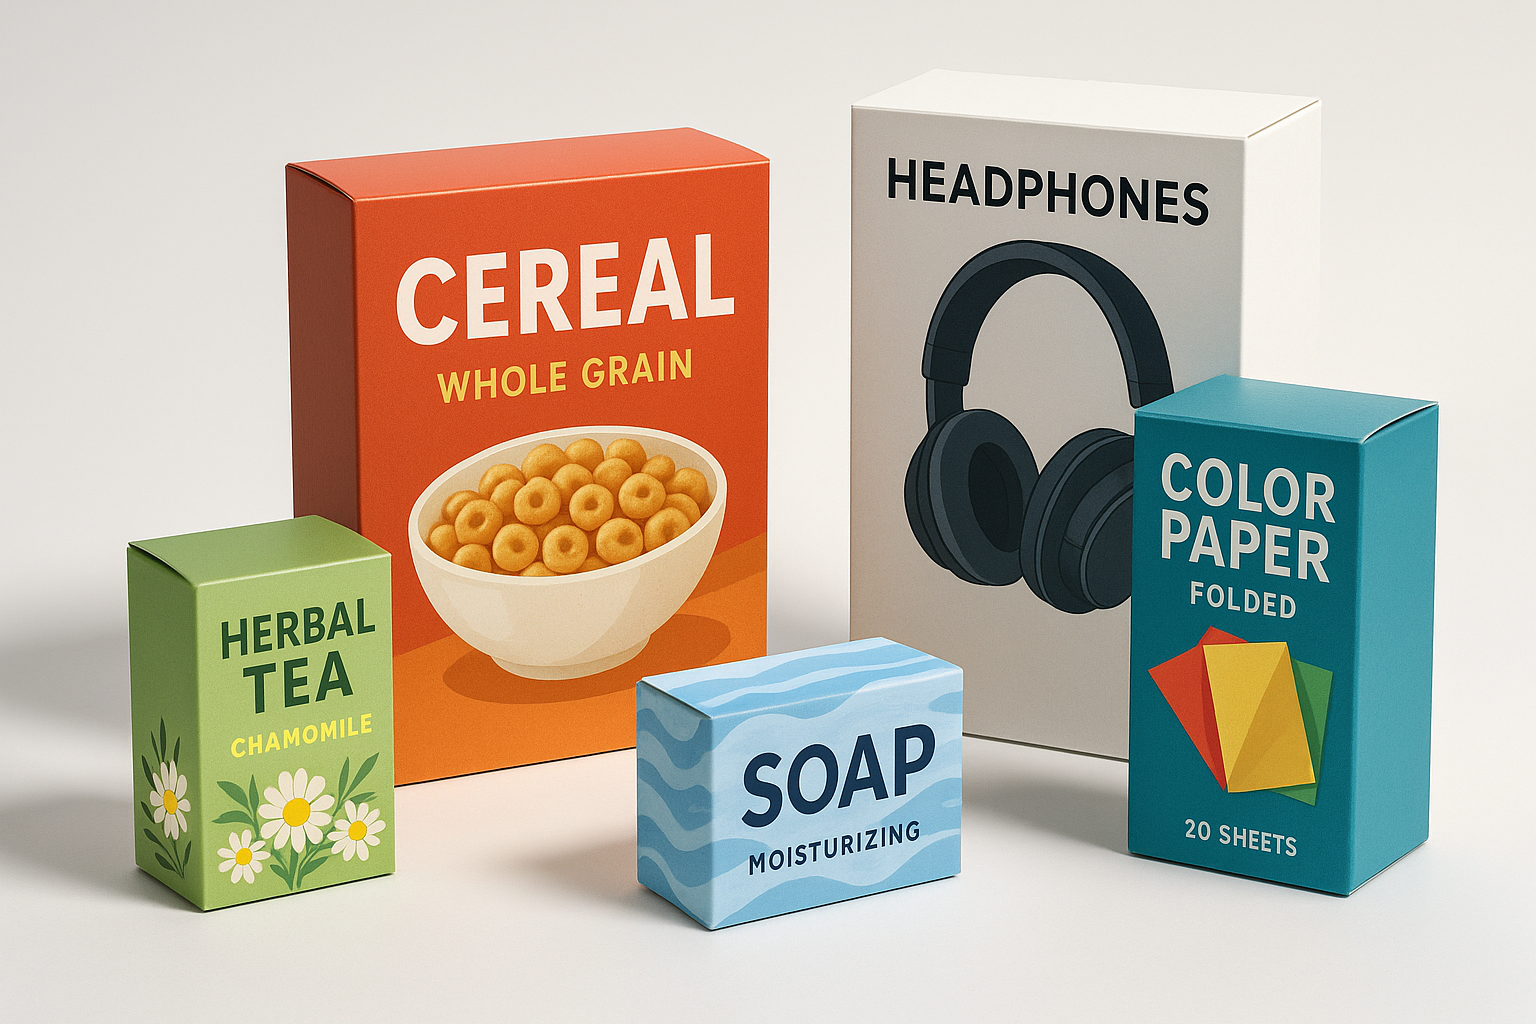 CEREAL
WHOLE GRAIN
HEADPHONES
HERBAL
TEA
CHAMOMILE
SOAP
MOISTURIZING
COLOR
PAPER
FOLDED
20 SHEETS